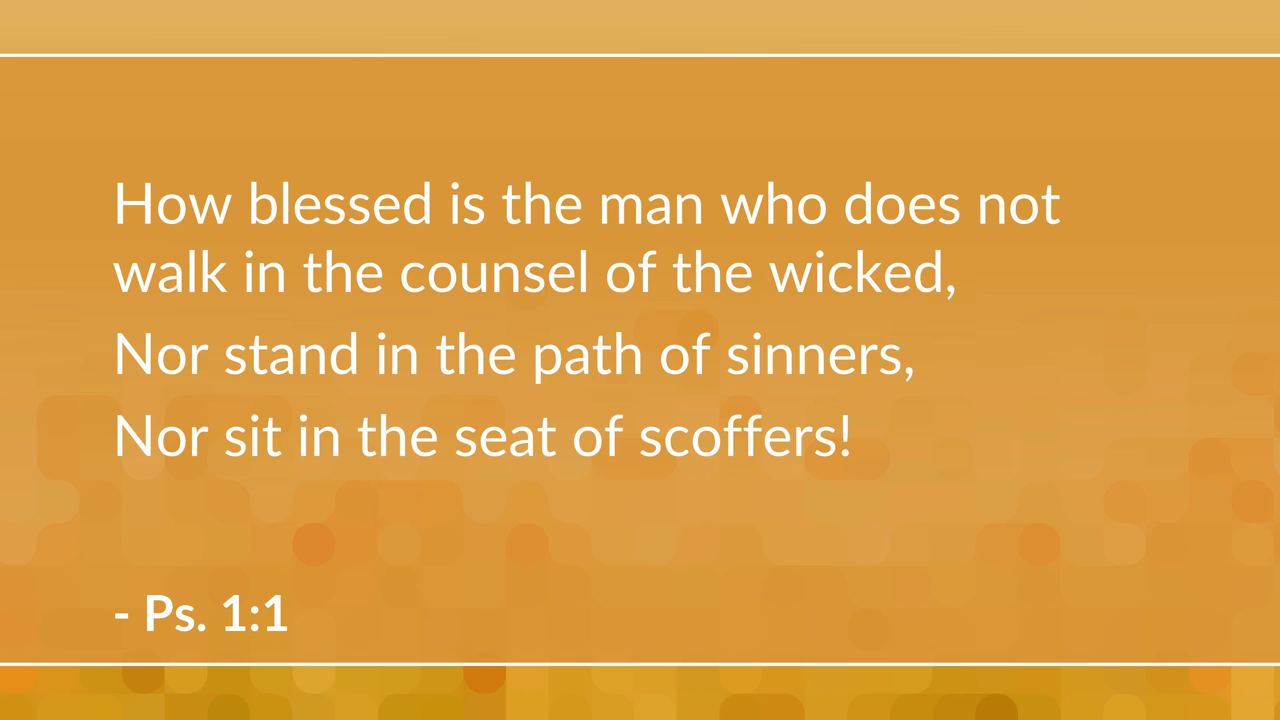 How blessed is the man who does not
walk in the counsel of the wicked,
Nor stand in the path of sinners,
Nor sit in the seat of scoffers!
- Ps. 1:1